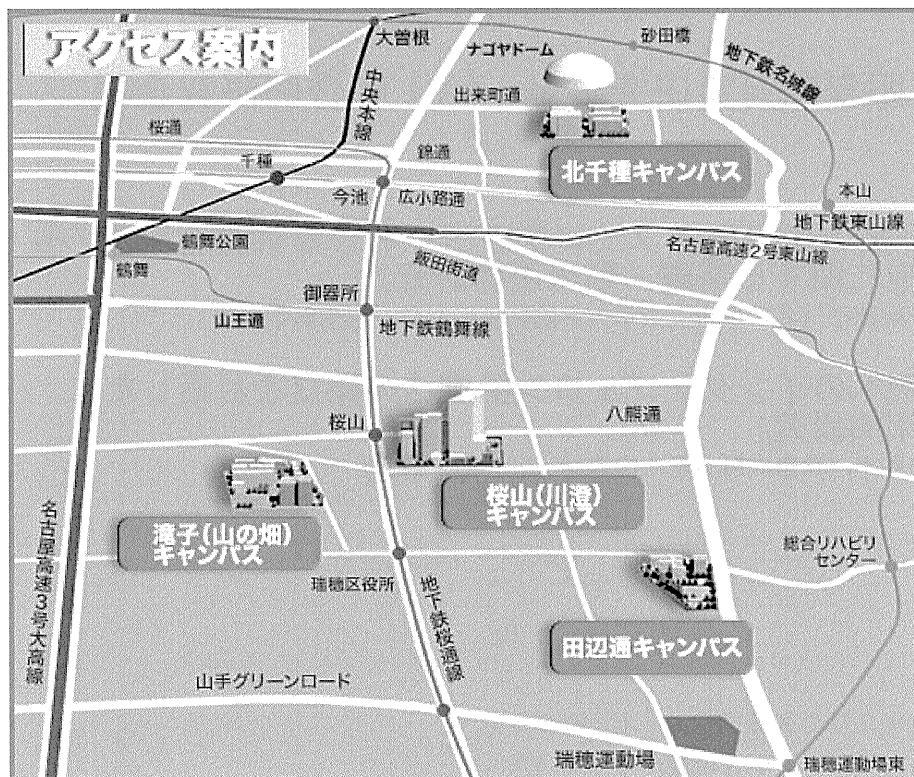 アクセス案内
大曽根
砂田橋
ナゴヤドーム
地下鉄名城線
中央本線
出来町通
桜通
錦通
千種
北千種キャンパス
今池
広小路通
本山
地下鉄東山線
鶴舞公園
名古屋高速2号東山線
鶴舞
飯田街道
御器所
山王通
地下鉄鶴舞線
八熊通
桜山
桜山(川澄)
キャンパス
名古屋高速3号大高線
滝子(山の畑)
キャンパス
総合リハビリ
センター
瑞穂区役所
地下鉄桜通線
田辺通キャンパス
山手グリーンロード
瑞穂運動場
瑞穂運動場東